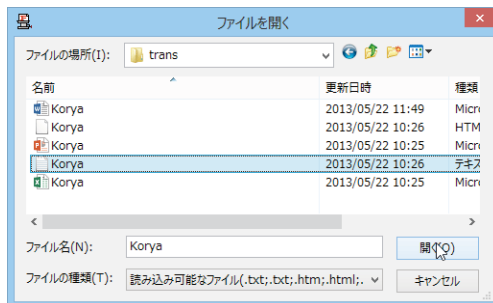 ファイルを開く
ファイルの場所(I): trans
名前 更新日時 種類
Korya 2013/05/22 11:49 Micro
Korya 2013/05/22 10:26 HTM
Korya 2013/05/22 10:25 Micro
Korya 2013/05/22 10:26 テキス
Korya 2013/05/22 10:25 Micro
ファイル名(N): Korya 開く(O)
ファイルの種類(T): 読み込み可能なファイル(.txt;.txt;.htm;.html;. キャンセル